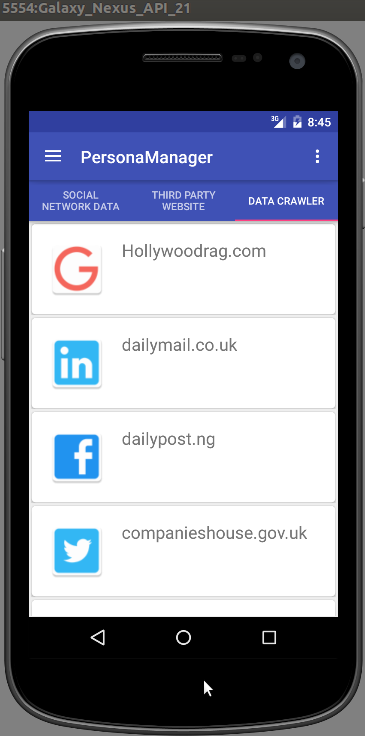 5554:Galaxy_Nexus_API_21
3G 8:45
PersonaManager
SOCIAL
NETWORK DATA
THIRD PARTY
WEBSITE
DATA CRAWLER
G Hollywoodrag.com
in dailymail.co.uk
f dailypost.ng
companieshouse.gov.uk